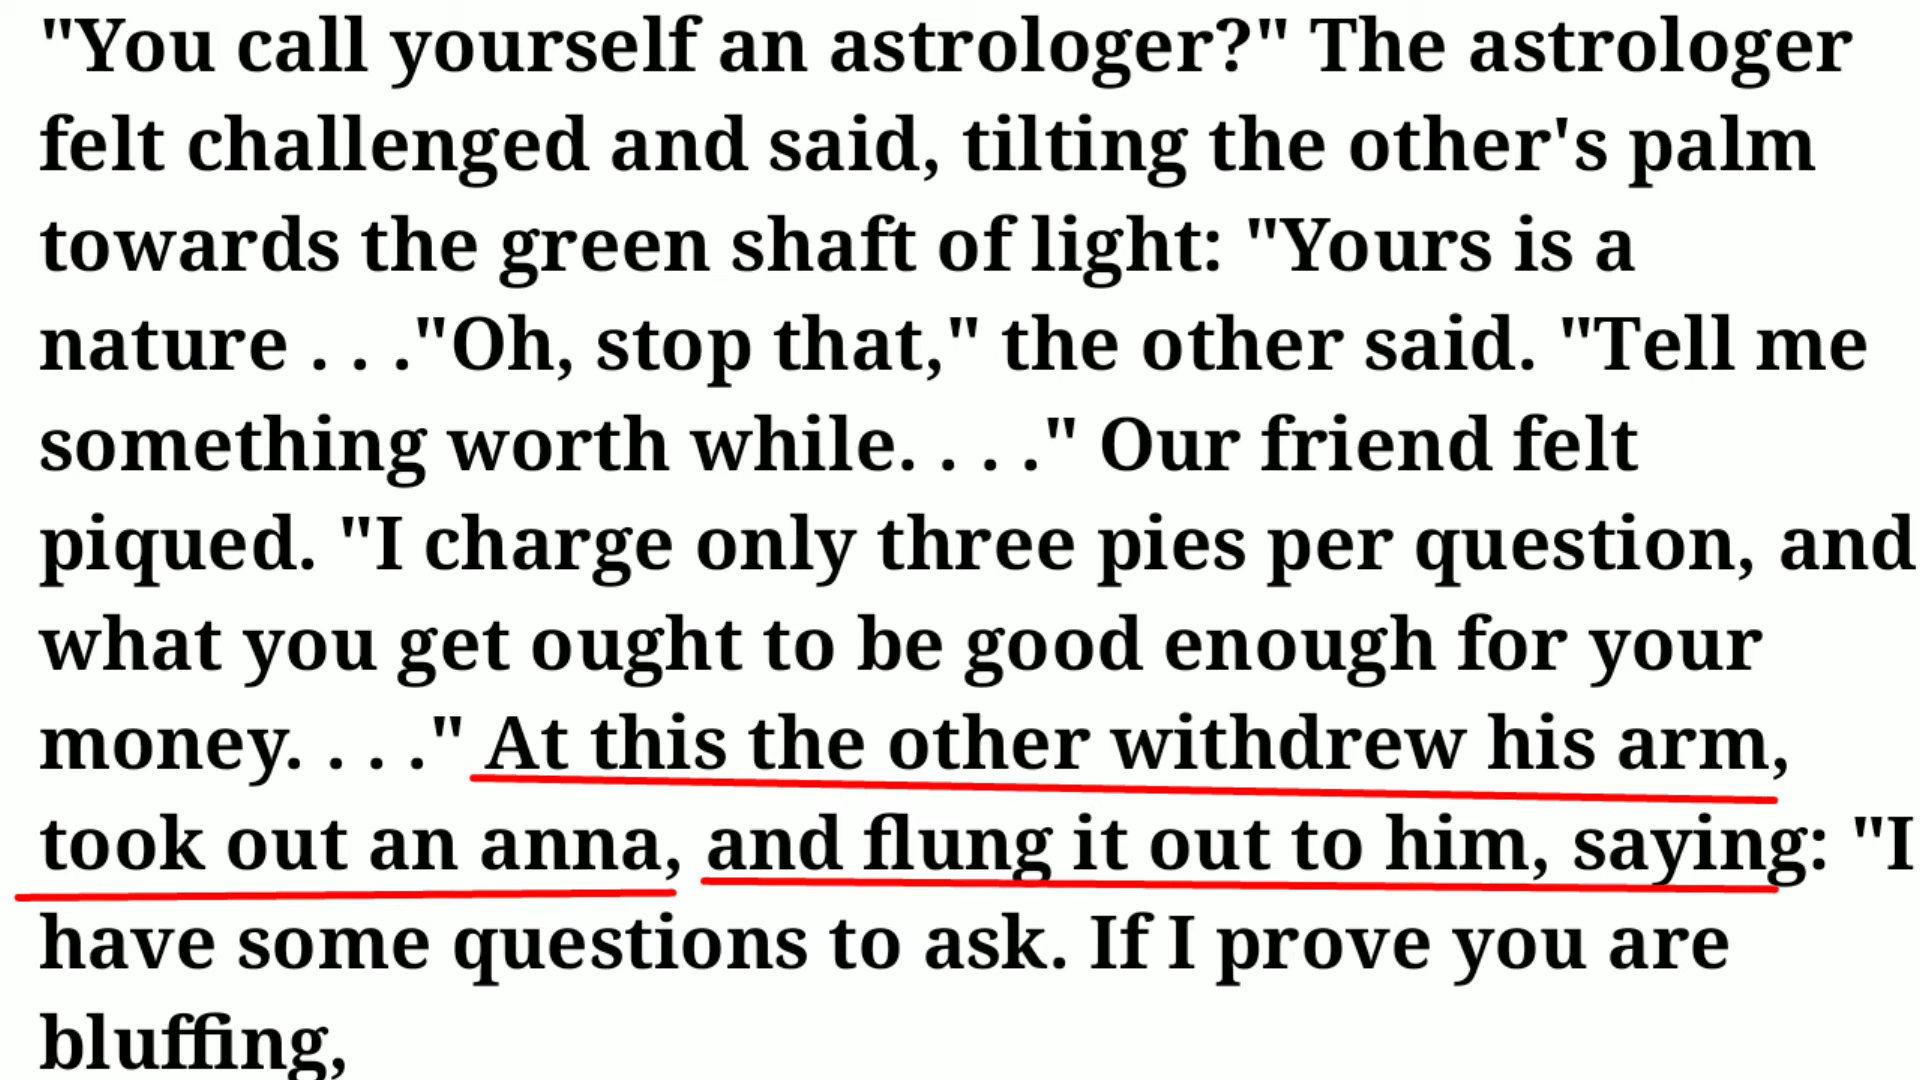 "You call yourself an astrologer?" The astrologer
felt challenged and said, tilting the other's palm
towards the green shaft of light: "Yours is a
nature . . ."Oh, stop that," the other said. "Tell me
something worth while. . . ." Our friend felt
piqued. "I charge only three pies per question, and
what you get ought to be good enough for your
money. . . ." At this the other withdrew his arm,
took out an anna, and flung it out to him, saying: "I
have some questions to ask. If I prove you are
bluffing,